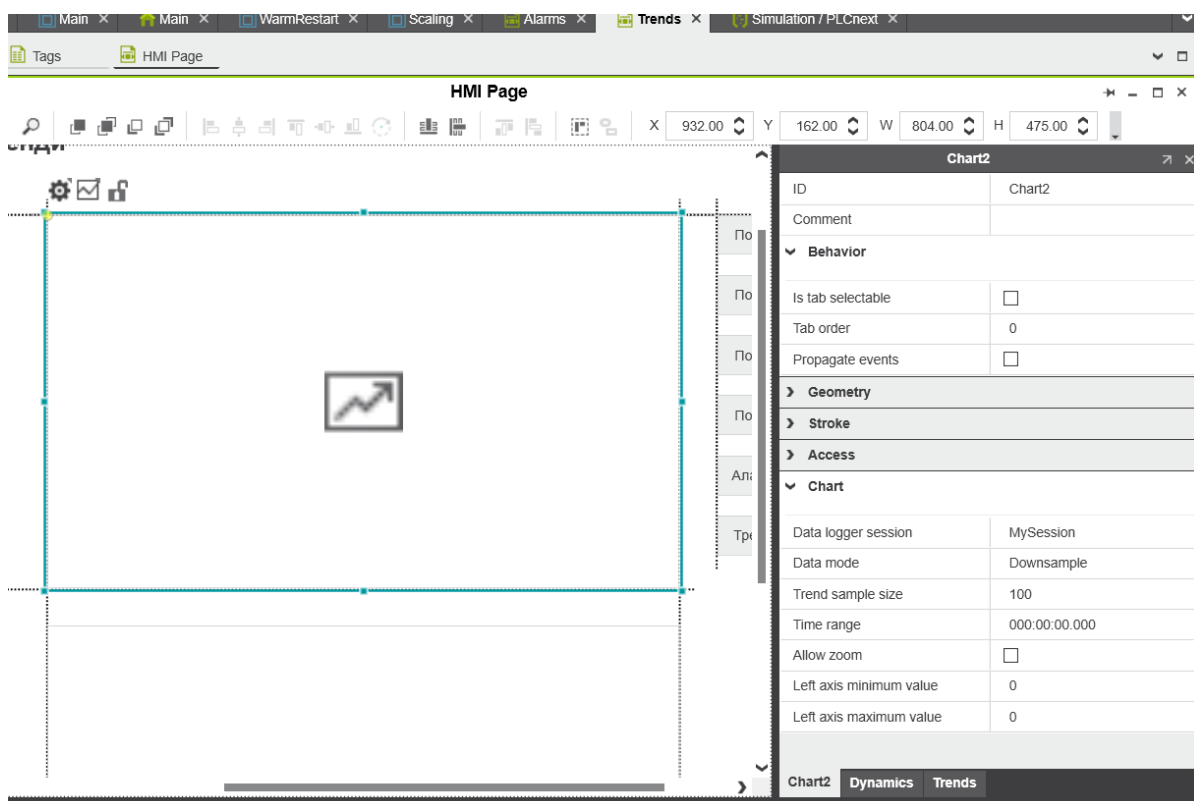 Main × Main × WarmRestart × Scaling × Alarms × Trends × Simulation / PLCnext ×
Tags HMI Page
HMI Page
X 932.00 Y 162.00 W 804.00 H 475.00
Chart2
ID Chart2
Comment
Behavior
Is tab selectable
Tab order 0
Propagate events
Geometry
Stroke
Access
Chart
Data logger session MySession
Data mode Downsample
Trend sample size 100
Time range 000:00:00.000
Allow zoom
Left axis minimum value 0
Left axis maximum value 0
Chart2 Dynamics Trends
По
По
По
По
Ала
Тре